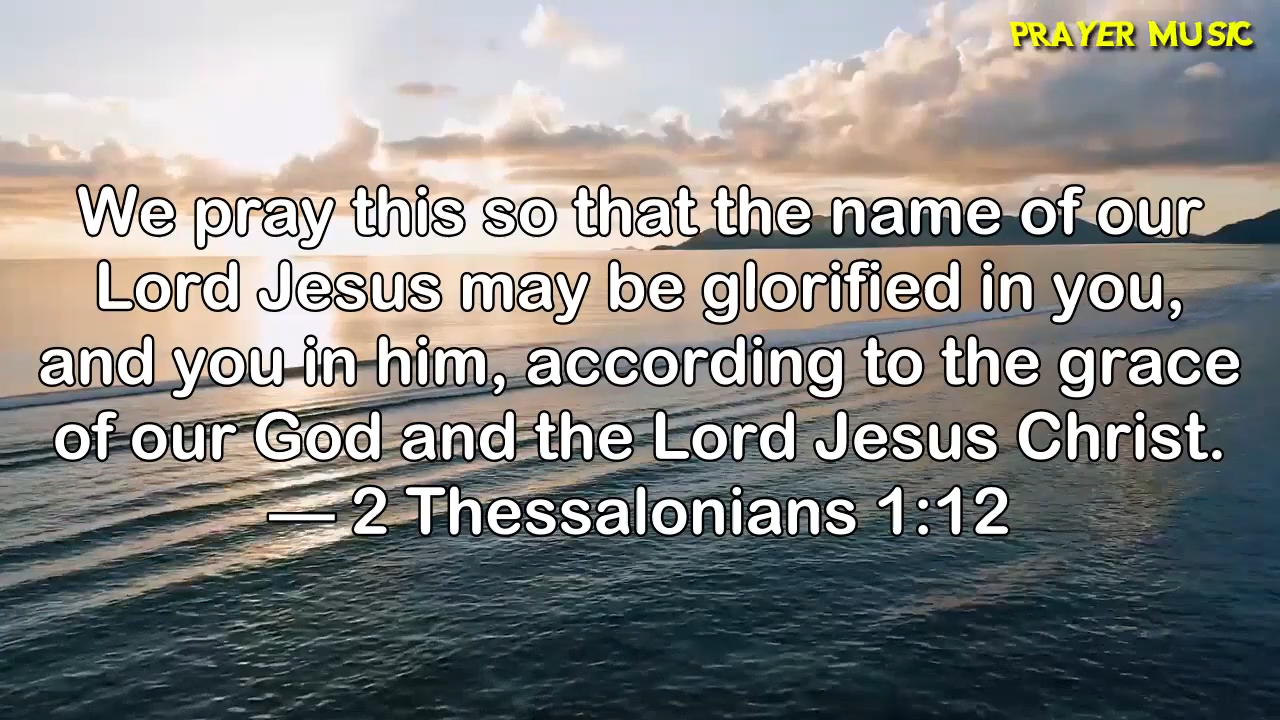 PRAYER MUSIC
We pray this so that the name of our
Lord Jesus may be glorified in you,
and you in him, according to the grace
of our God and the Lord Jesus Christ.
— 2 Thessalonians 1:12